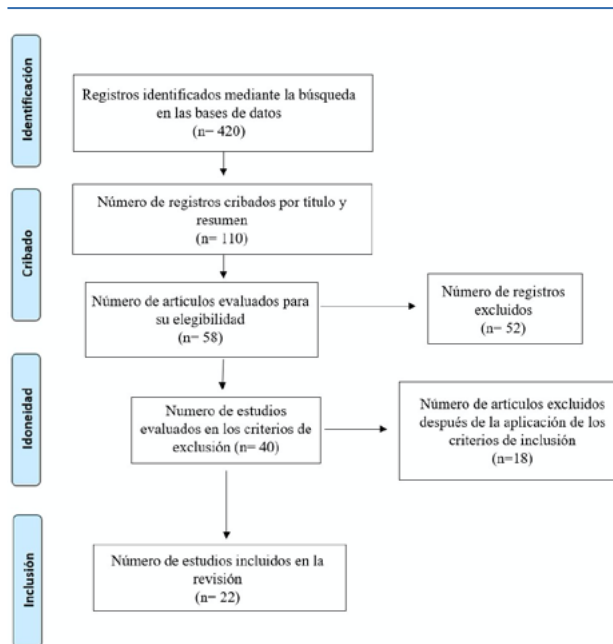 Identificación
Registros identificados mediante la búsqueda
en las bases de datos
(n= 420)
Cribado
Número de registros cribados por titulo y
resumen
(n= 110)
Número de artículos evaluados para
su elegibilidad
(n= 58)
Número de registros
excluidos
(n= 52)
Idoneidad
Numero de estudios
evaluados en los criterios de
exclusión (n= 40)
Número de artículos excluidos
después de la aplicación de los
criterios de inclusión
(n=18)
Inclusión
Número de estudios incluidos en la
revisión
(n= 22)